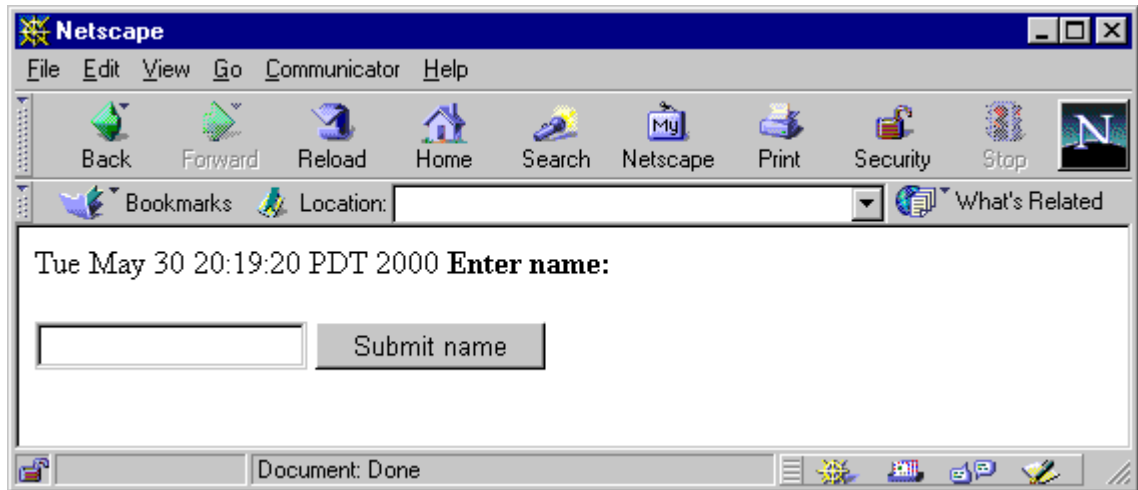 Netscape
File Edit View Go Communicator Help
My
Back Forward Reload Home Search Netscape Print Security Stop N
Bookmarks Location: What's Related
Tue May 30 20:19:20 PDT 2000 Enter name:
Submit name
Document: Done